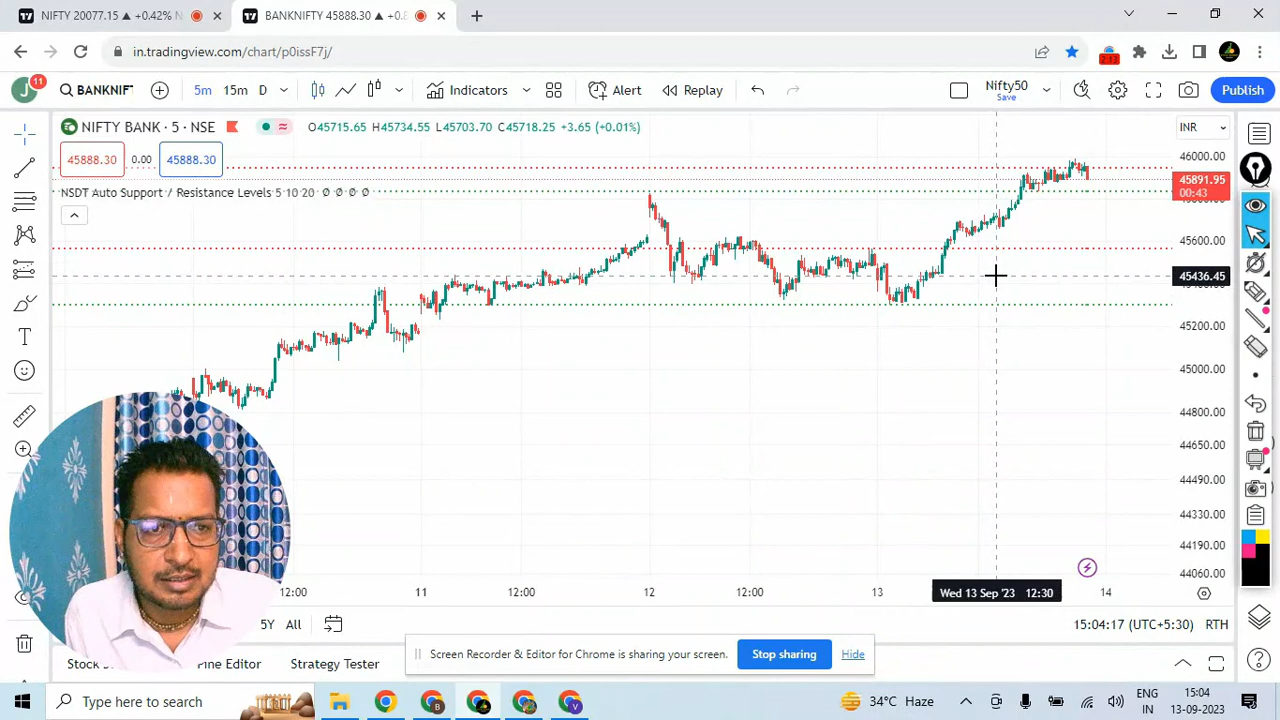 NIFTY 20077.15 ▲ +0.42% N
BANKNIFTY 45888.30 ▲ +0.8
in.tradingview.com/chart/p0issF7j/
2:13
J 11
BANKNIF
5m 15m D
Indicators
Alert
Replay
Nifty50
Save
Publish
NIFTY BANK · 5 · NSE
O45715.65 H45734.55 L45703.70 C45718.25 +3.65 (+0.01%)
INR
45888.30 0.00 45888.30
NSDT Auto Support / Resistance Levels 5 10 20 Ø Ø Ø Ø
46000.00
45891.95
00:43
45600.00
45436.45
45200.00
45000.00
44800.00
44650.00
44490.00
44330.00
44190.00
44060.00
12:00 11 12:00 12 12:00 13 Wed 13 Sep '23 12:30 14
5Y All
15:04:17 (UTC+5:30) RTH
Screen Recorder & Editor for Chrome is sharing your screen. Stop sharing Hide
Stock
Pine Editor Strategy Tester
Type here to search
34°C Haze
ENG
IN
15:04
13-09-2023